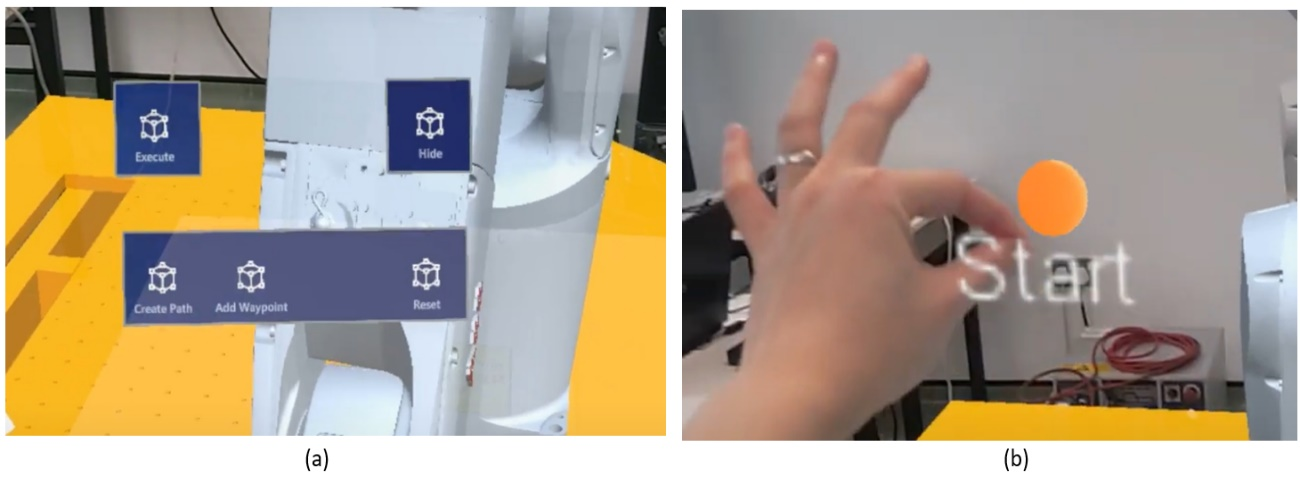 Execute
Hide
Create Path
Add Waypoint
Reset
Start
(a)
(b)